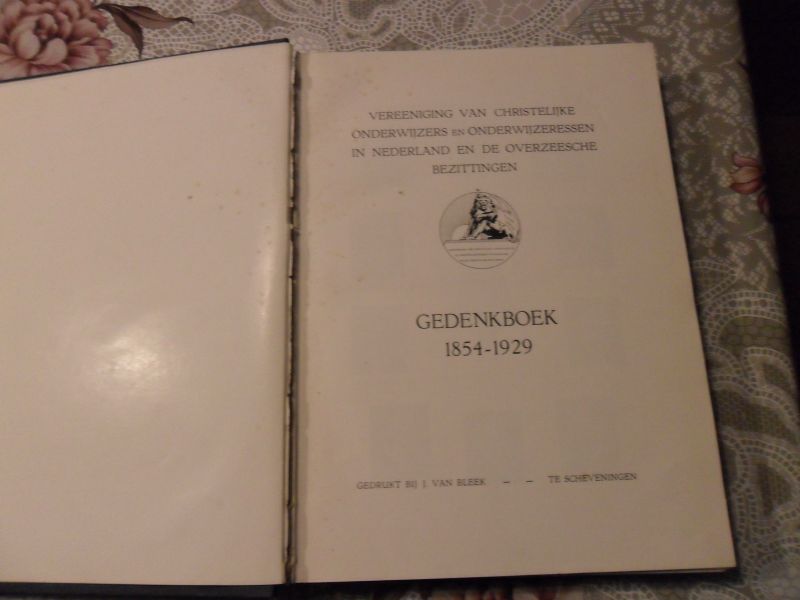 VEREENIGING VAN CHRISTELIJKE
ONDERWIJZERS EN ONDERWIJZERESSEN
IN NEDERLAND EN DE OVERZEESCHE
BEZITTINGEN
GEDENKBOEK
1854-1929
GEDRUKT BIJ J. VAN BLEEK — — TE SCHEVENINGEN